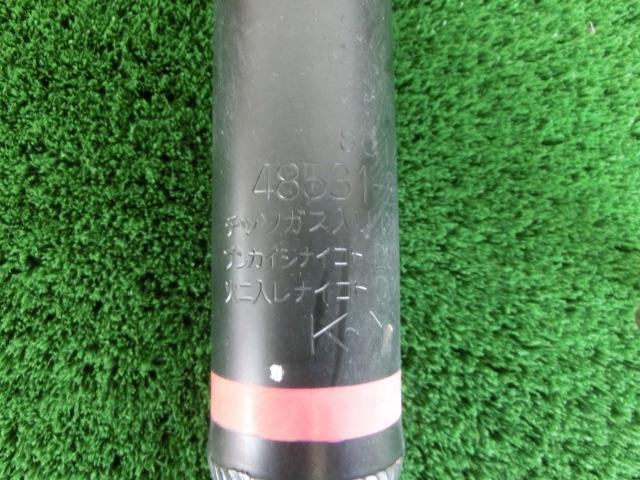 48531-
チッソガス入リ
ブンカイシナイコト
火ニ入レナイコト
KY